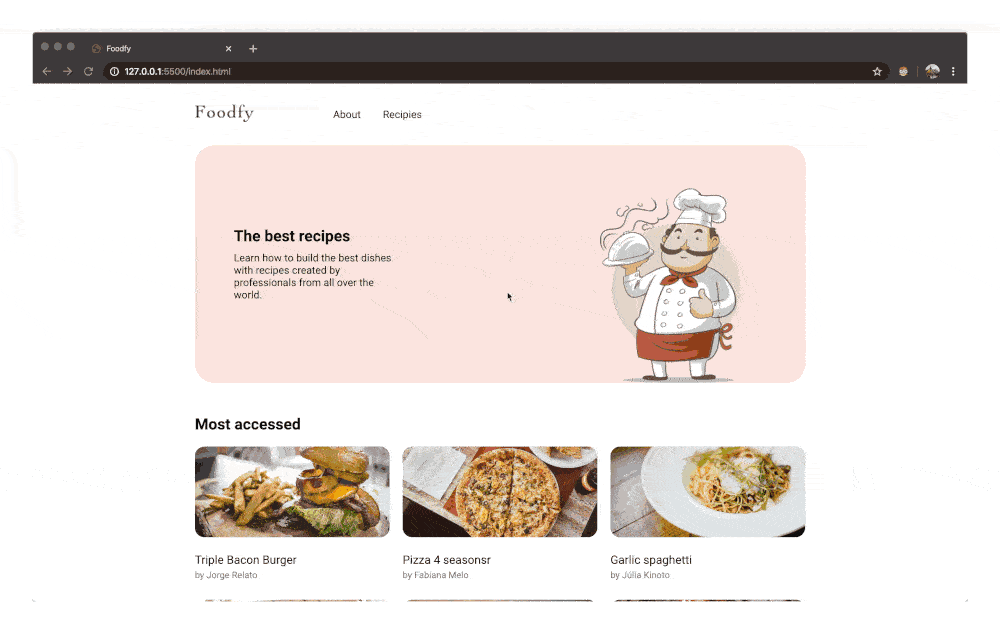 Foodfy
127.0.0.1:5500/index.html
Foodfy
About
Recipies
The best recipes
Learn how to build the best dishes
with recipes created by
professionals from all over the
world.
Most accessed
Triple Bacon Burger
by Jorge Relato
Pizza 4 seasonsr
by Fabiana Melo
Garlic spaghetti
by Júlia Kinoto